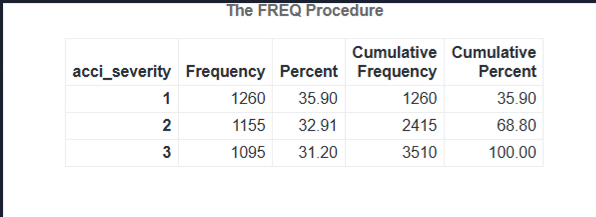 The FREQ Procedure
acci_severity Frequency Percent Cumulative Frequency Cumulative Percent
1 1260 35.90 1260 35.90
2 1155 32.91 2415 68.80
3 1095 31.20 3510 100.00